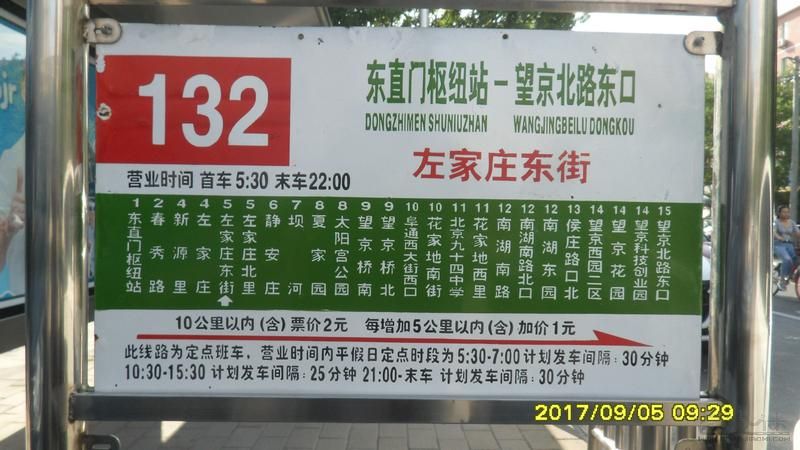 132
东直门枢纽站－望京北路东口
DONGZHIMEN SHUNIUZHAN WANGJINGBEILU DONGKOU
左家庄东街
营业时间 首车 5:30 末车 22:00
1 东直门枢纽站
2 春秀路
4 新源里
4 左家庄
5 左家庄东街
5 左家庄北里
6 静安庄
7 坝河
8 夏家园
8 太阳宫公园
9 望京桥南
9 望京桥北
10 阜通西大街西口
10 花家地南街
11 北京九十四中学
11 花家地西里
12 南湖南路
12 南湖南路北口
12 南湖东园
13 侯庄路口北
14 望京西园二区
14 望京花园
14 望京科技创业园
15 望京北路东口
10公里以内(含)票价2元 每增加5公里以内(含)加价1元
此线路为定点班车，营业时间内平假日定点时段为5:30-7:00 计划发车间隔：30分钟
10:30-15:30 计划发车间隔：25分钟 21:00-末车 计划发车间隔：30分钟
2017/09/05 09:29